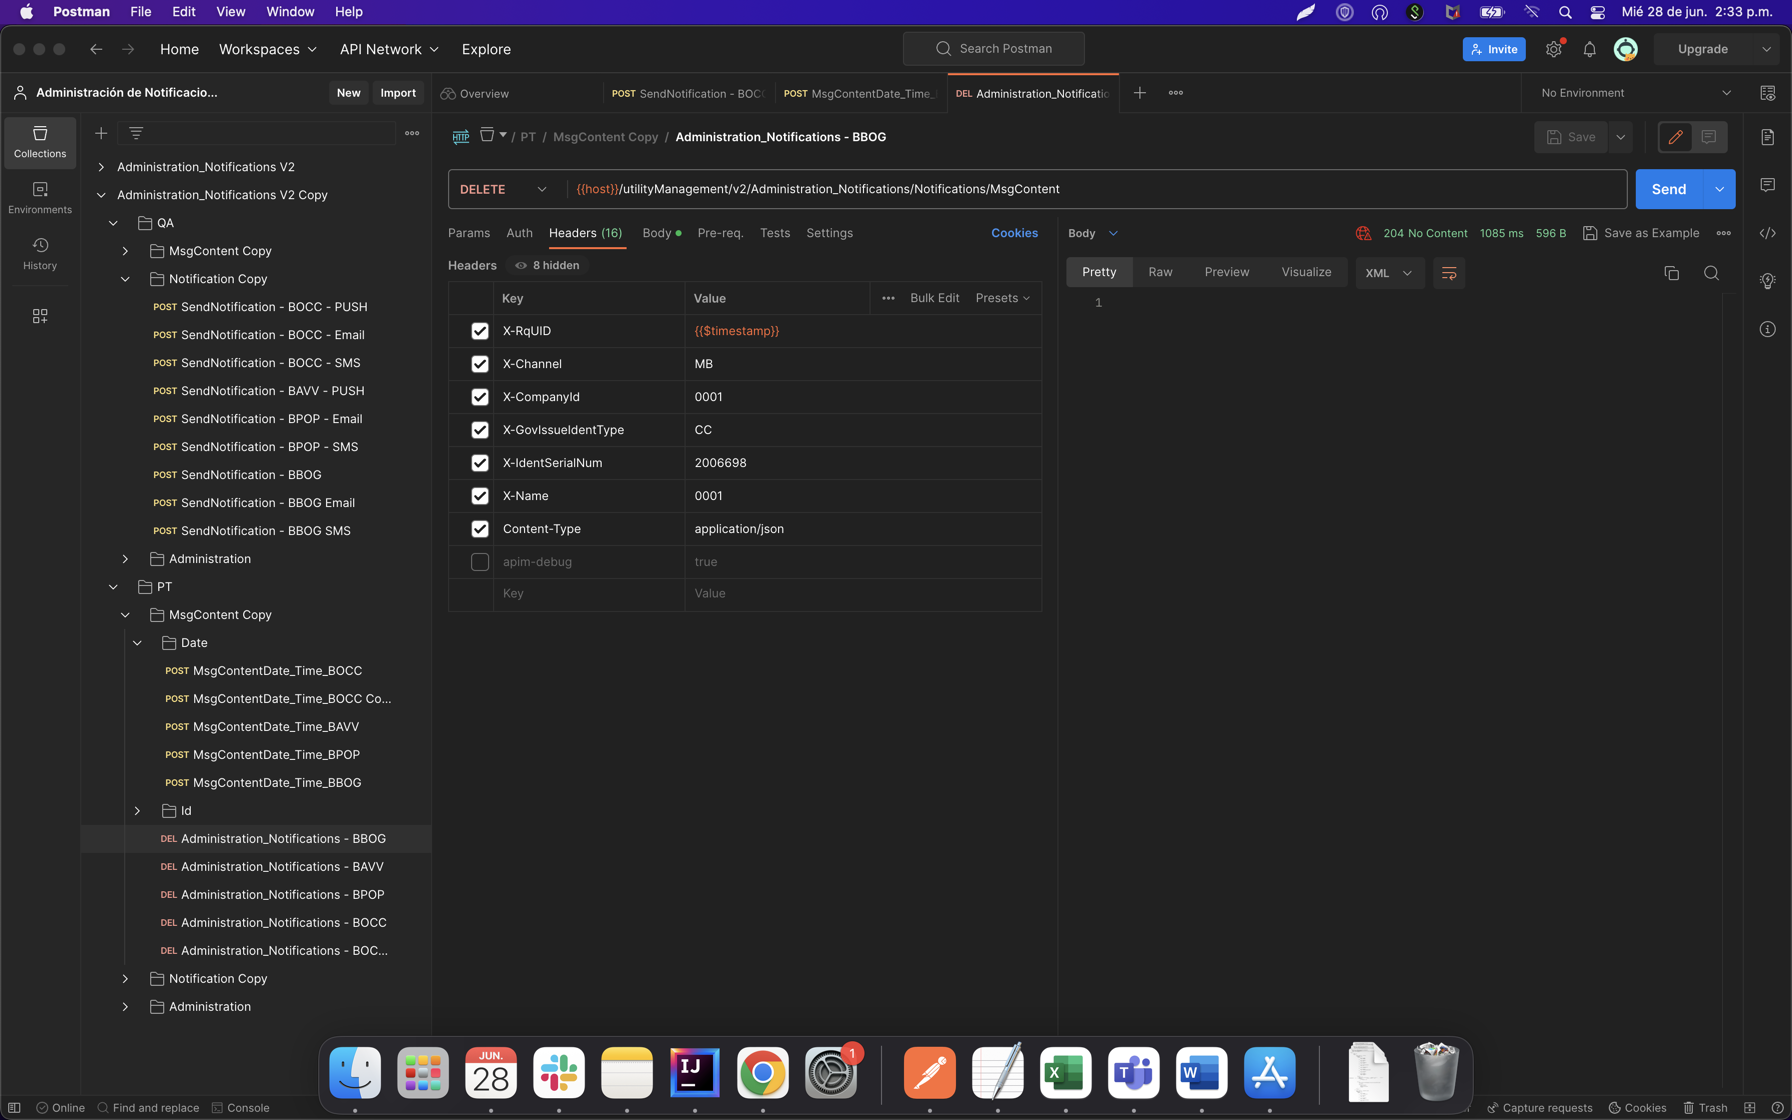 Postman File Edit View Window Help
Mié 28 de jun. 2:33 p.m.
Home Workspaces API Network Explore
Search Postman
Invite
Upgrade
Administración de Notificacio...
New Import
Overview
POST SendNotification - BOCC
POST MsgContentDate_Time_
DEL Administration_Notificatio
No Environment
Collections
Environments
History
Administration_Notifications V2
Administration_Notifications V2 Copy
QA
MsgContent Copy
Notification Copy
POST SendNotification - BOCC - PUSH
POST SendNotification - BOCC - Email
POST SendNotification - BOCC - SMS
POST SendNotification - BAVV - PUSH
POST SendNotification - BPOP - Email
POST SendNotification - BPOP - SMS
POST SendNotification - BBOG
POST SendNotification - BBOG Email
POST SendNotification - BBOG SMS
Administration
PT
MsgContent Copy
Date
POST MsgContentDate_Time_BOCC
POST MsgContentDate_Time_BOCC Co...
POST MsgContentDate_Time_BAVV
POST MsgContentDate_Time_BPOP
POST MsgContentDate_Time_BBOG
Id
DEL Administration_Notifications - BBOG
DEL Administration_Notifications - BAVV
DEL Administration_Notifications - BPOP
DEL Administration_Notifications - BOCC
DEL Administration_Notifications - BOC...
Notification Copy
Administration
HTTP / PT / MsgContent Copy / Administration_Notifications - BBOG
Save
DELETE {{host}}/utilityManagement/v2/Administration_Notifications/Notifications/MsgContent
Send
Params Auth Headers (16) Body Pre-req. Tests Settings Cookies
Headers 8 hidden
Key Value Bulk Edit Presets
X-RqUID {{$timestamp}}
X-Channel MB
X-CompanyId 0001
X-GovIssueIdentType CC
X-IdentSerialNum 2006698
X-Name 0001
Content-Type application/json
apim-debug true
Key Value
Body 204 No Content 1085 ms 596 B Save as Example
Pretty Raw Preview Visualize XML
1
JUN.
28
IJ
1
X
T
W
Online Find and replace Console
Capture requests Cookies Trash